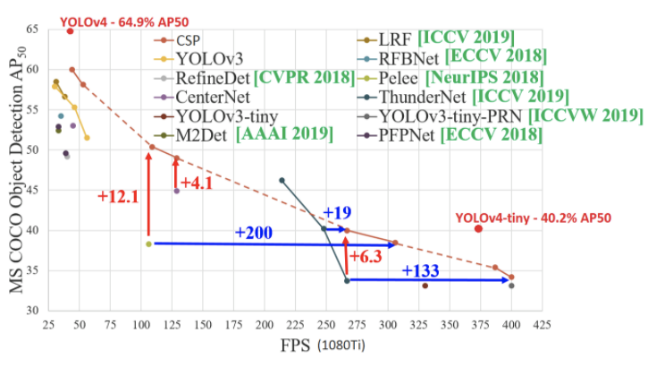 YOLOv4 - 64.9% AP50
CSP
LRF [ICCV 2019]
YOLOv3
RFBNet [ECCV 2018]
RefineDet [CVPR 2018]
Pelee [NeurIPS 2018]
CenterNet
ThunderNet [ICCV 2019]
YOLOv3-tiny
YOLOv3-tiny-PRN [ICCVW 2019]
M2Det [AAAI 2019]
PFPNet [ECCV 2018]
MS COCO Object Detection AP50
65
60
55
50
45
40
35
30
+12.1
+4.1
+19
+200
+6.3
+133
YOLOv4-tiny - 40.2% AP50
25 50 75 100 125 150 175 200 225 250 275 300 325 350 375 400 425
FPS (1080Ti)